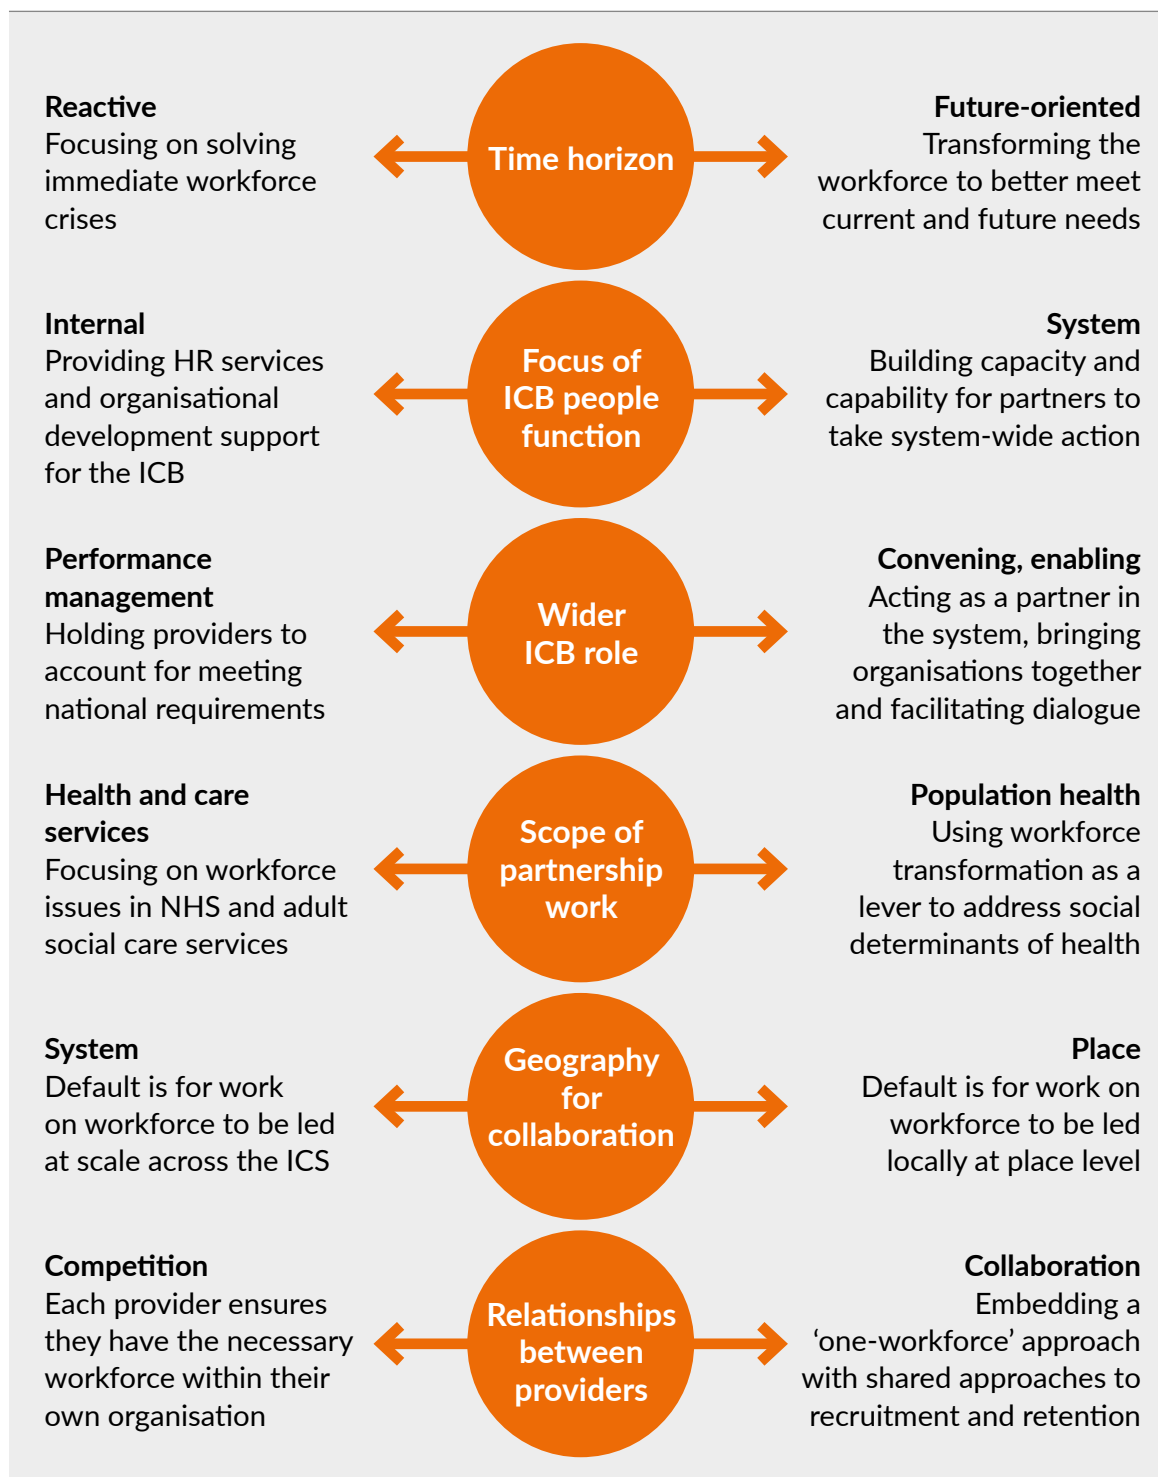 Reactive
Focusing on solving
immediate workforce
crises
Time horizon
Future-oriented
Transforming the
workforce to better meet
current and future needs
Internal
Providing HR services
and organisational
development support
for the ICB
Focus of
ICB people
function
System
Building capacity and
capability for partners to
take system-wide action
Performance
management
Holding providers to
account for meeting
national requirements
Wider
ICB role
Convening, enabling
Acting as a partner in
the system, bringing
organisations together
and facilitating dialogue
Health and care
services
Focusing on workforce
issues in NHS and adult
social care services
Scope of
partnership
work
Population health
Using workforce
transformation as a
lever to address social
determinants of health
System
Default is for work
on workforce to be led
at scale across the ICS
Geography
for
collaboration
Place
Default is for work on
workforce to be led
locally at place level
Competition
Each provider ensures
they have the necessary
workforce within their
own organisation
Relationships
between
providers
Collaboration
Embedding a
‘one-workforce’ approach
with shared approaches to
recruitment and retention